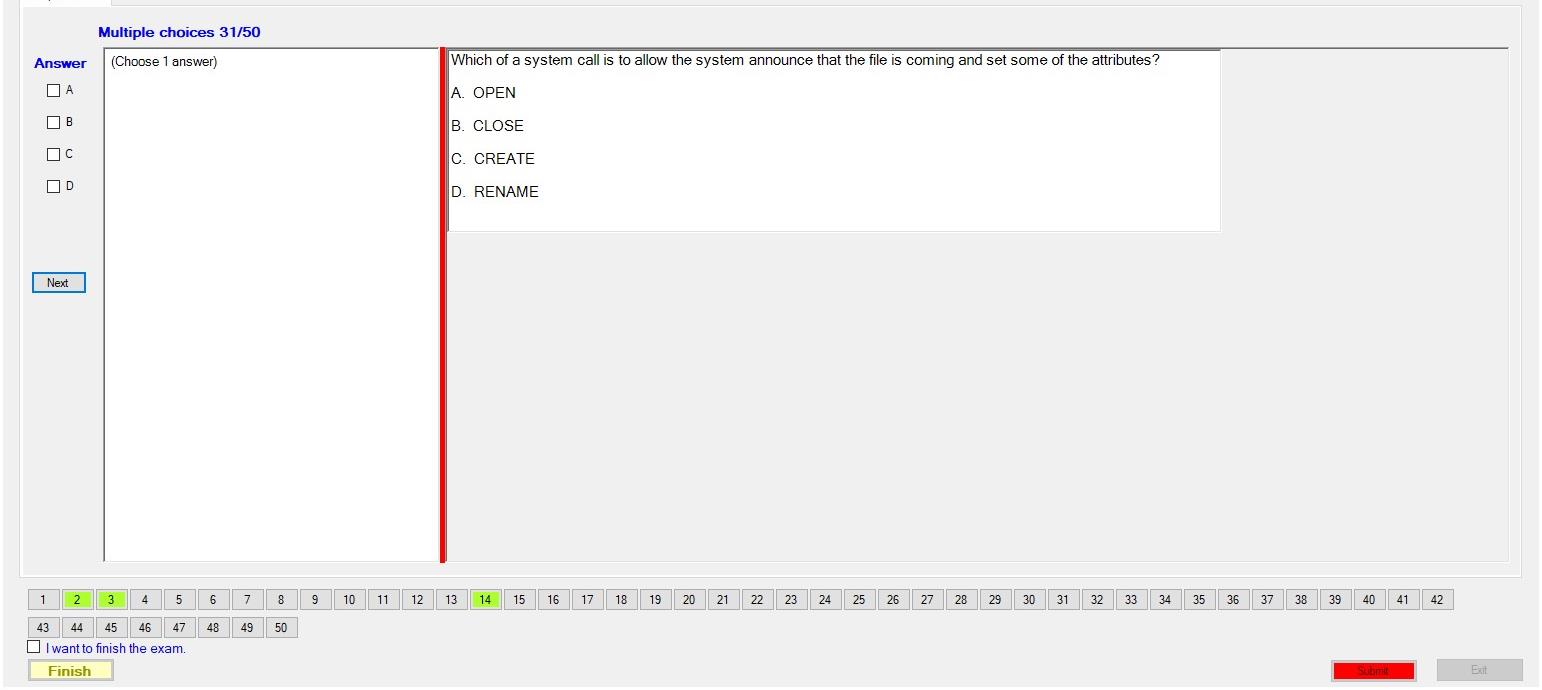 Multiple choices 31/50
Answer
A
B
C
D
Next
(Choose 1 answer)
Which of a system call is to allow the system announce that the file is coming and set some of the attributes?
A. OPEN
B. CLOSE
C. CREATE
D. RENAME
1 2 3 4 5 6 7 8 9 10 11 12 13 14 15 16 17 18 19 20 21 22 23 24 25 26 27 28 29 30 31 32 33 34 35 36 37 38 39 40 41 42
43 44 45 46 47 48 49 50
I want to finish the exam.
Finish
Submit
Exit